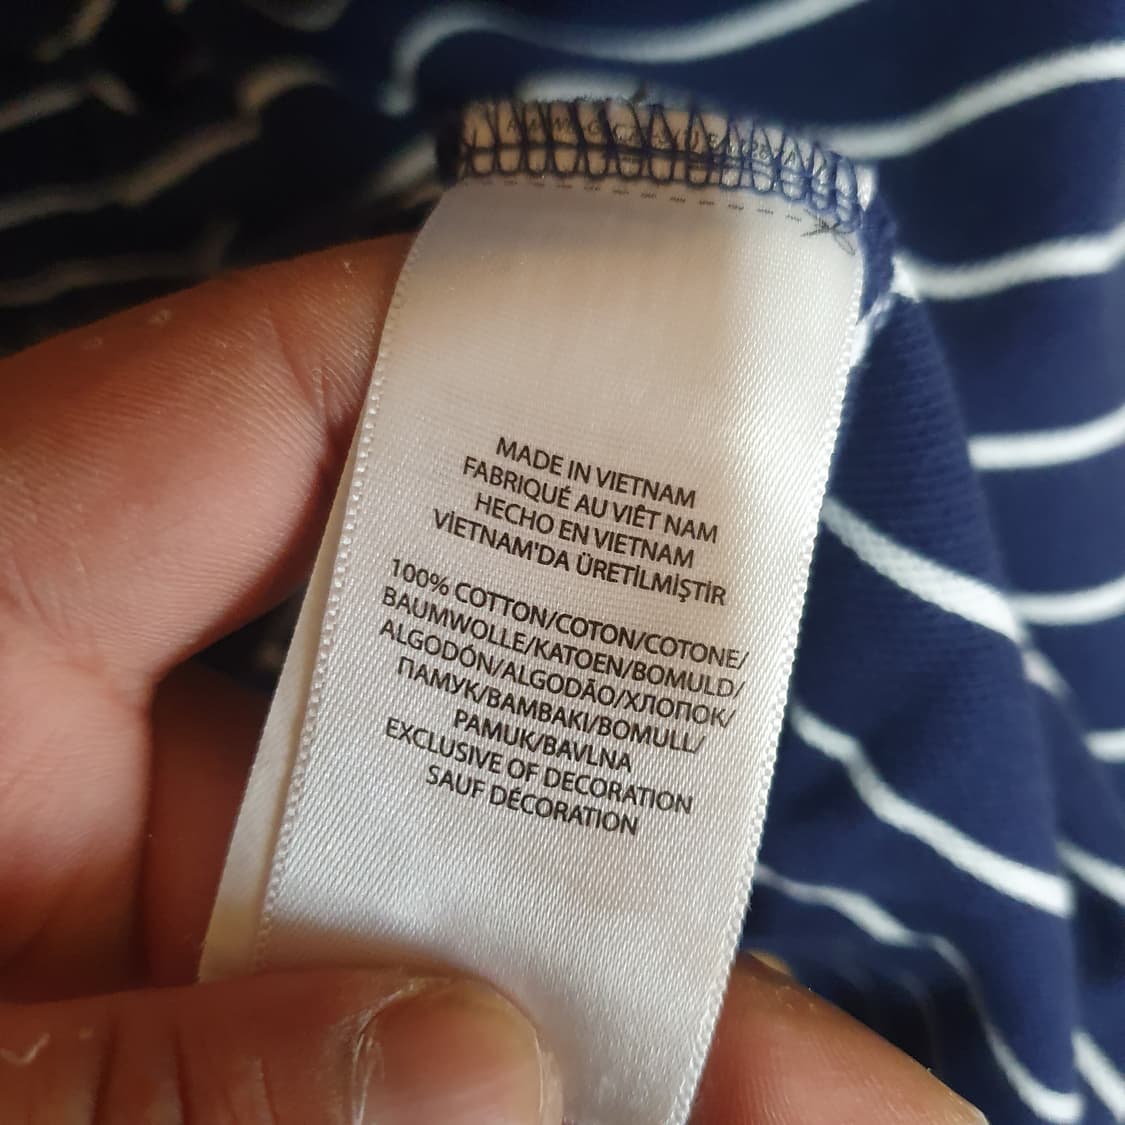 MADE IN VIETNAM
FABRIQUÉ AU VIÊT NAM
HECHO EN VIETNAM
VİETNAM'DA ÜRETİLMİŞTİR
100% COTTON/COTON/COTONE/
BAUMWOLLE/KATOEN/BOMULD/
ALGODÓN/ALGODÃO/ХЛОПОК/
ПАМУК/ΒΑΜΒΑΚΙ/BOMULL/
PAMUK/BAVLNA
EXCLUSIVE OF DECORATION
SAUF DÉCORATION